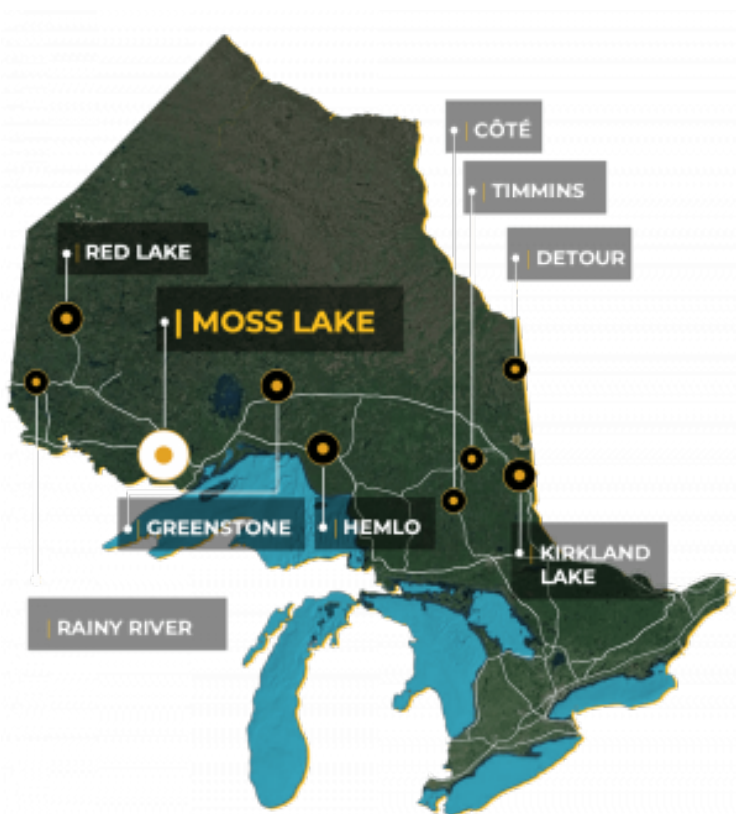 | CÔTÉ
| TIMMINS
| RED LAKE
| DETOUR
| MOSS LAKE
| GREENSTONE
| HEMLO
| KIRKLAND
LAKE
| RAINY RIVER